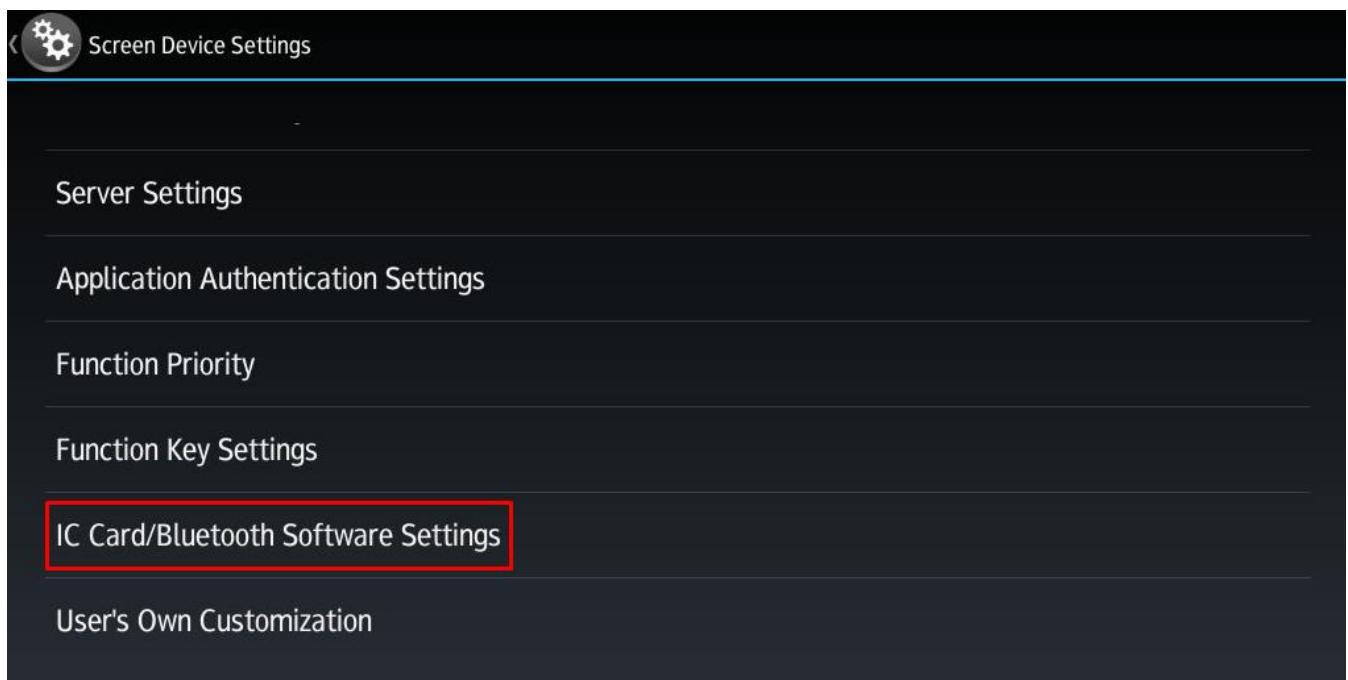 Screen Device Settings
Server Settings
Application Authentication Settings
Function Priority
Function Key Settings
IC Card/Bluetooth Software Settings
User's Own Customization